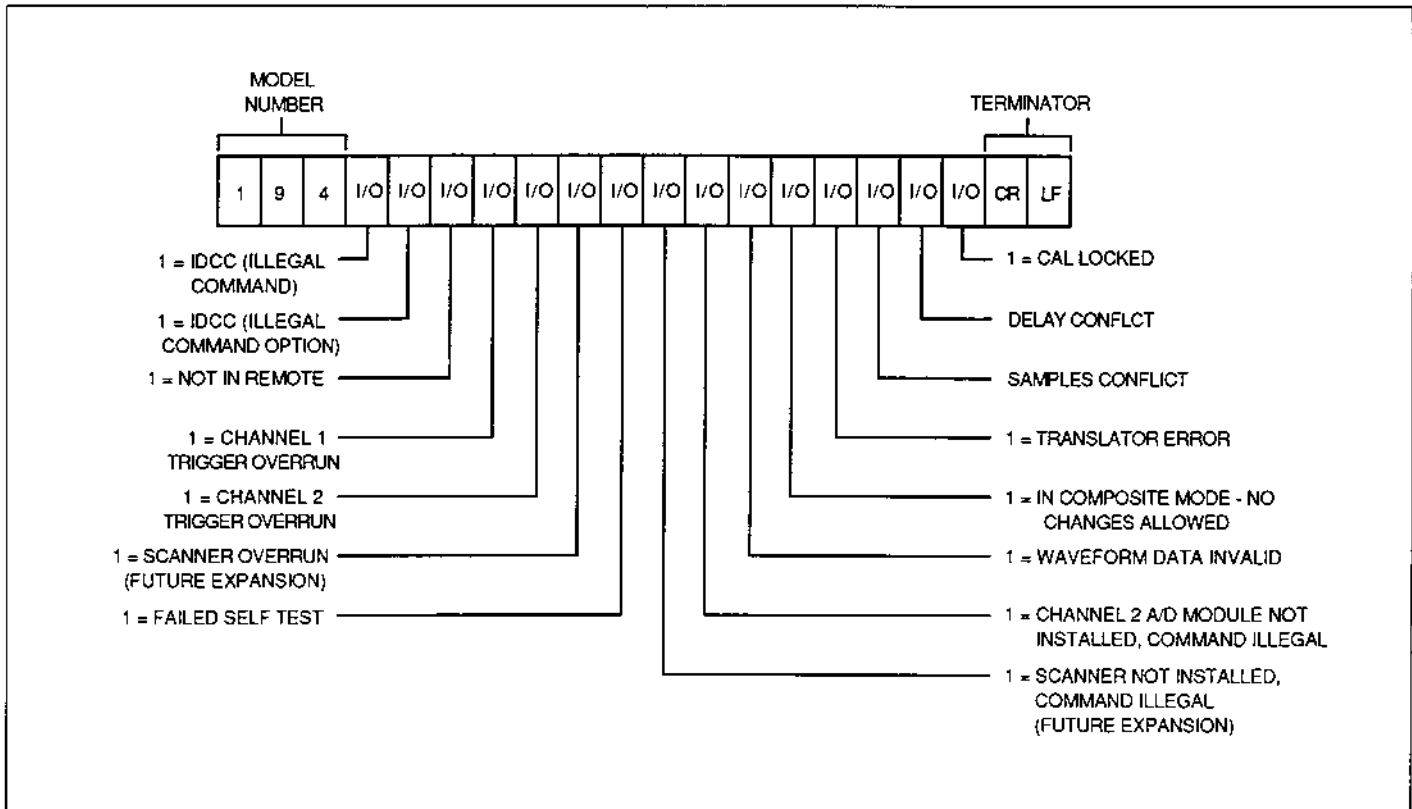 MODEL
NUMBER
TERMINATOR
1 9 4 I/O I/O I/O I/O I/O I/O I/O I/O I/O I/O I/O I/O I/O I/O I/O CR LF
1 = IDCC (ILLEGAL
COMMAND)
1 = IDCC (ILLEGAL
COMMAND OPTION)
1 = NOT IN REMOTE
1 = CHANNEL 1
TRIGGER OVERRUN
1 = CHANNEL 2
TRIGGER OVERRUN
1 = SCANNER OVERRUN
(FUTURE EXPANSION)
1 = FAILED SELF TEST
1 = CAL LOCKED
DELAY CONFLCT
SAMPLES CONFLICT
1 = TRANSLATOR ERROR
1 = IN COMPOSITE MODE - NO
CHANGES ALLOWED
1 = WAVEFORM DATA INVALID
1 = CHANNEL 2 A/D MODULE NOT
INSTALLED, COMMAND ILLEGAL
1 = SCANNER NOT INSTALLED,
COMMAND ILLEGAL
(FUTURE EXPANSION)